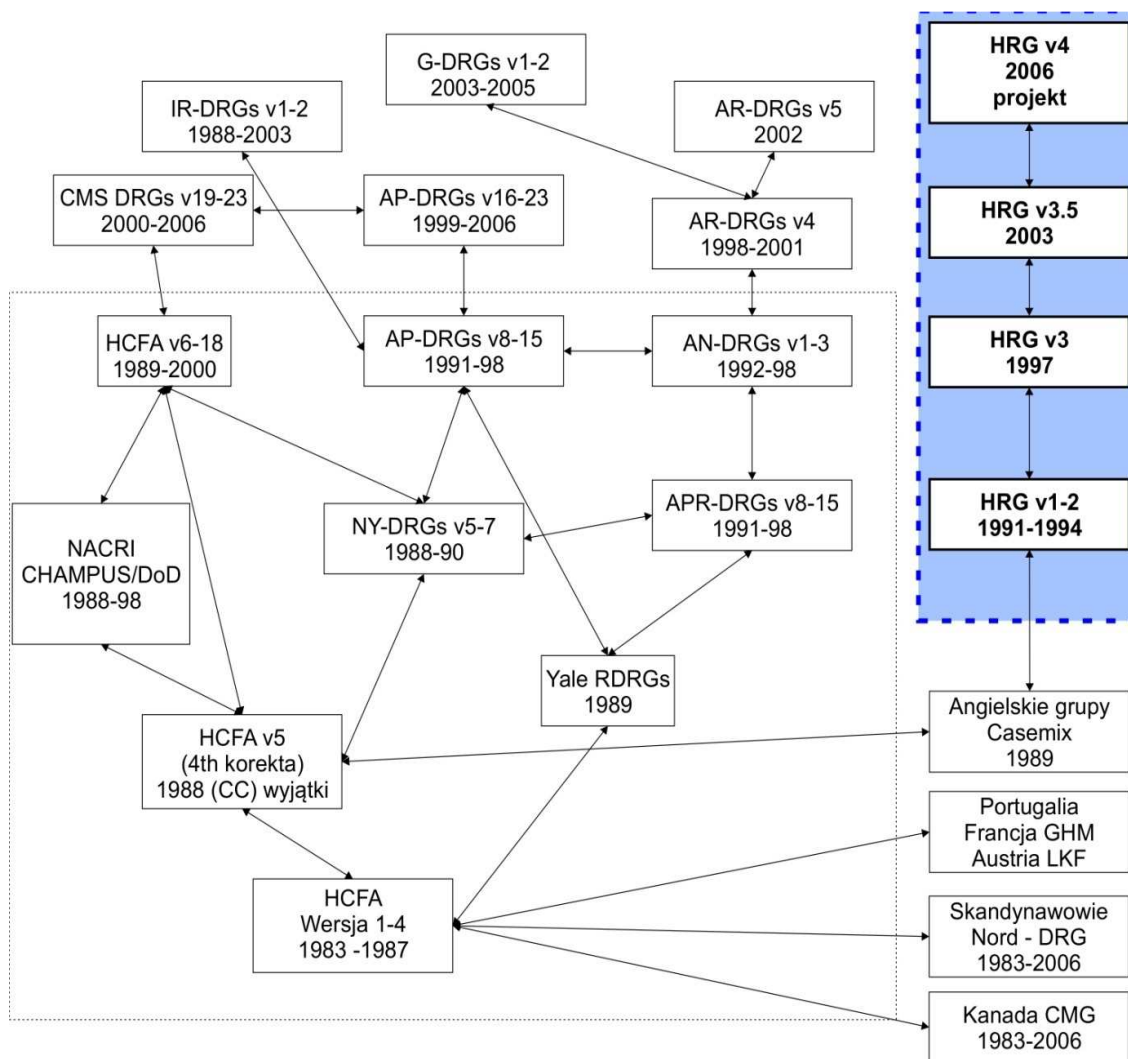 G-DRGs v1-2
2003-2005
HRG v4
2006
projekt
IR-DRGs v1-2
1988-2003
AR-DRGs v5
2002
CMS DRGs v19-23
2000-2006
AP-DRGs v16-23
1999-2006
AR-DRGs v4
1998-2001
HRG v3.5
2003
HCFA v6-18
1989-2000
AP-DRGs v8-15
1991-98
AN-DRGs v1-3
1992-98
HRG v3
1997
NACRI
CHAMPUS/DoD
1988-98
NY-DRGs v5-7
1988-90
APR-DRGs v8-15
1991-98
HRG v1-2
1991-1994
Yale RDRGs
1989
HCFA v5
(4th korekta)
1988 (CC) wyjątki
Angielskie grupy
Casemix
1989
Portugalia
Francja GHM
Austria LKF
HCFA
Wersja 1-4
1983 -1987
Skandynawowie
Nord - DRG
1983-2006
Kanada CMG
1983-2006